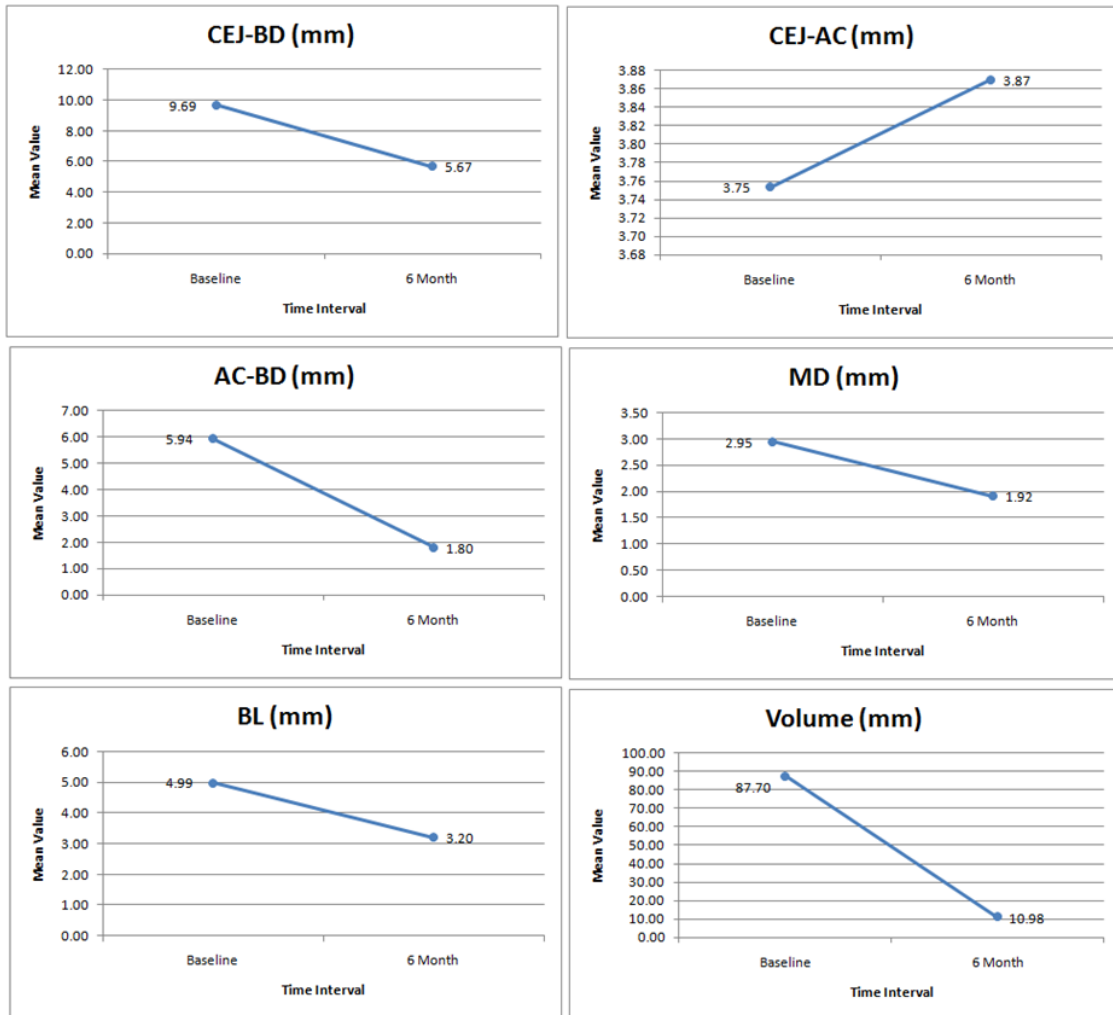 CEJ-BD (mm)
Mean Value
12.00
10.00
8.00
6.00
4.00
2.00
0.00
9.69
5.67
Baseline
6 Month
Time Interval
CEJ-AC (mm)
Mean Value
3.88
3.86
3.84
3.82
3.80
3.78
3.76
3.74
3.72
3.70
3.68
3.75
3.87
Baseline
6 Month
Time Interval
AC-BD (mm)
Mean Value
7.00
6.00
5.00
4.00
3.00
2.00
1.00
0.00
5.94
1.80
Baseline
6 Month
Time Interval
MD (mm)
Mean Value
3.50
3.00
2.50
2.00
1.50
1.00
0.50
0.00
2.95
1.92
Baseline
6 Month
Time Interval
BL (mm)
Mean Value
6.00
5.00
4.00
3.00
2.00
1.00
0.00
4.99
3.20
Baseline
6 Month
Time Interval
Volume (mm)
Mean Value
100.00
90.00
80.00
70.00
60.00
50.00
40.00
30.00
20.00
10.00
0.00
87.70
10.98
Baseline
6 Month
Time Interval